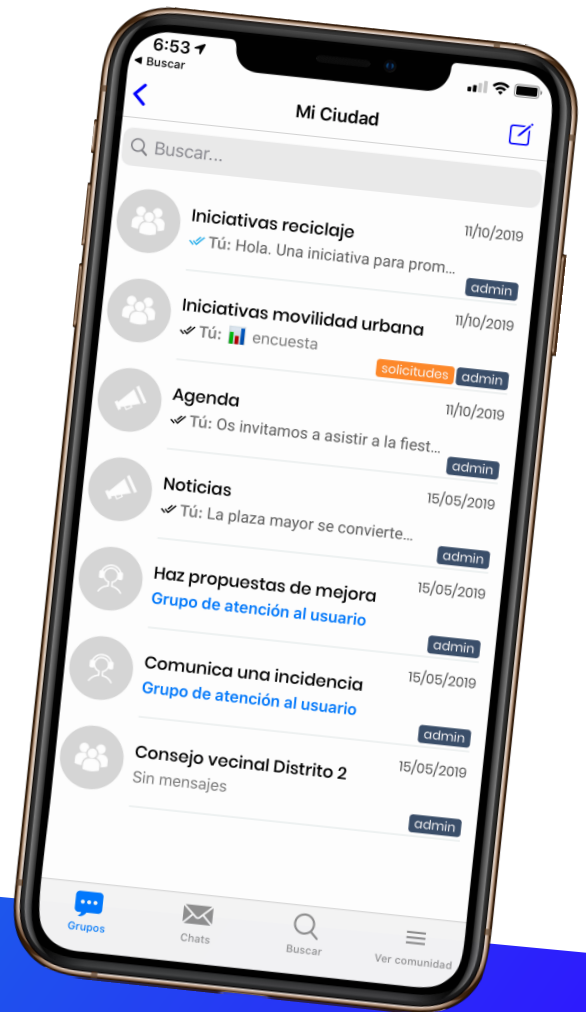 6:53
Buscar
Mi Ciudad
Buscar...
Iniciativas reciclaje
11/10/2019
Tú: Hola. Una iniciativa para prom...
admin
Iniciativas movilidad urbana
11/10/2019
Tú: encuesta
solicitudes admin
Agenda
11/10/2019
Tú: Os invitamos a asistir a la fiest...
admin
Noticias
15/05/2019
Tú: La plaza mayor se convierte...
admin
Haz propuestas de mejora
15/05/2019
Grupo de atención al usuario
admin
Comunica una incidencia
15/05/2019
Grupo de atención al usuario
admin
Consejo vecinal Distrito 2
15/05/2019
Sin mensajes
admin
Grupos
Chats
Buscar
Ver comunidad